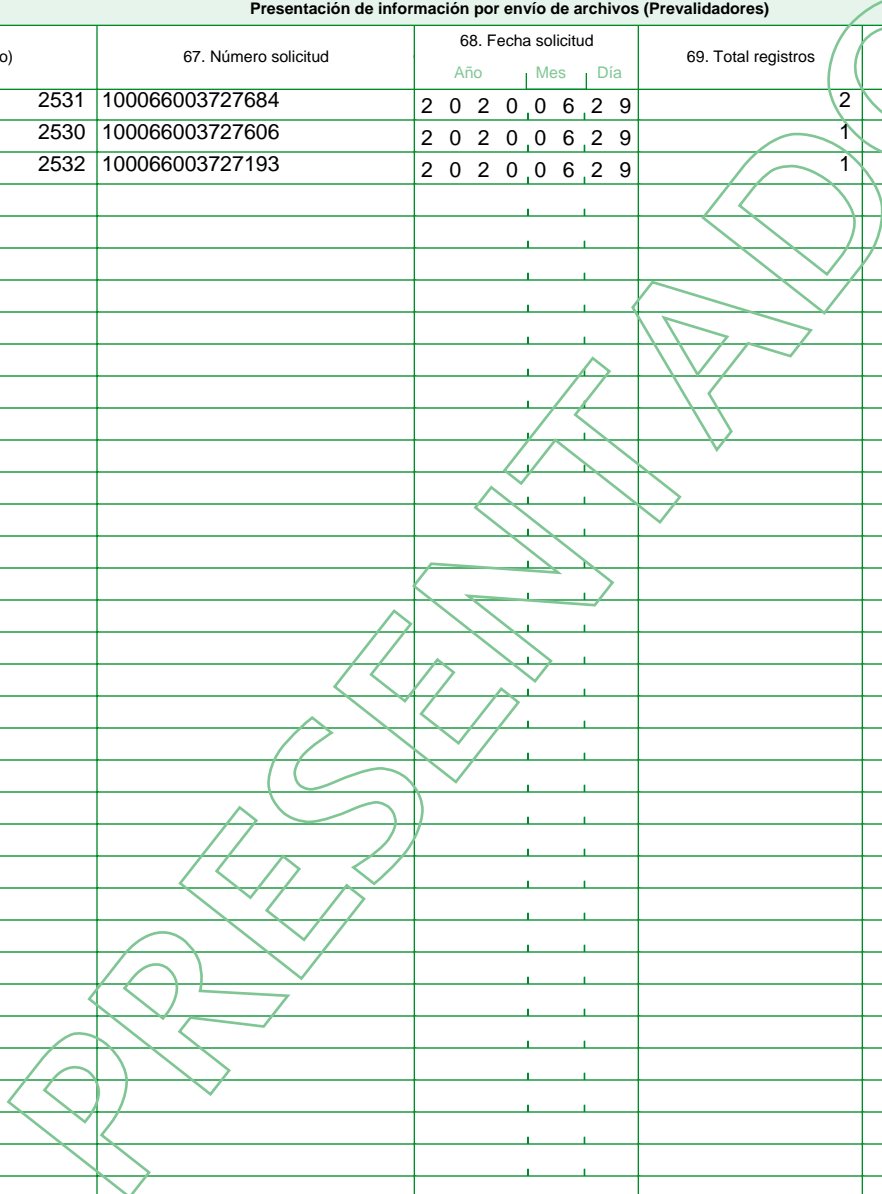 Presentación de información por envío de archivos (Prevalidadores)
o) 67. Número solicitud 68. Fecha solicitud 69. Total registros
Año Mes Día
2531 100066003727684 2 0 2 0 0 6 2 9 2
2530 100066003727606 2 0 2 0 0 6 2 9 1
2532 100066003727193 2 0 2 0 0 6 2 9 1
PRESENTADO